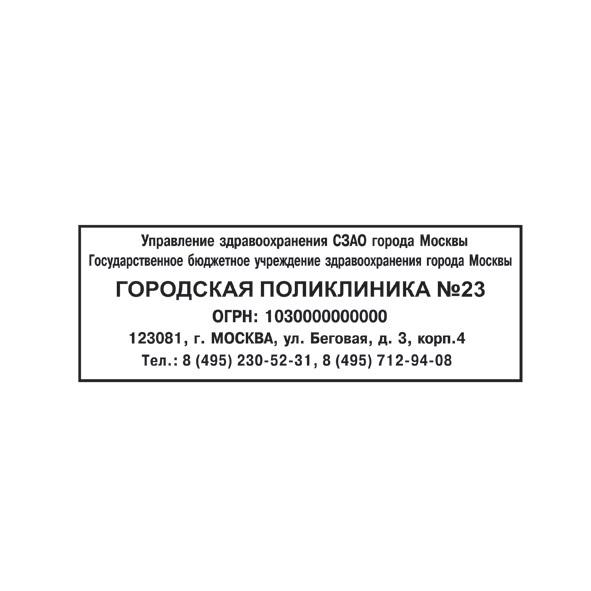 Управление здравоохранения СЗАО города Москвы
Государственное бюджетное учреждение здравоохранения города Москвы
ГОРОДСКАЯ ПОЛИКЛИНИКА №23
ОГРН: 1030000000000
123081, г. МОСКВА, ул. Беговая, д. 3, корп.4
Тел.: 8 (495) 230-52-31, 8 (495) 712-94-08